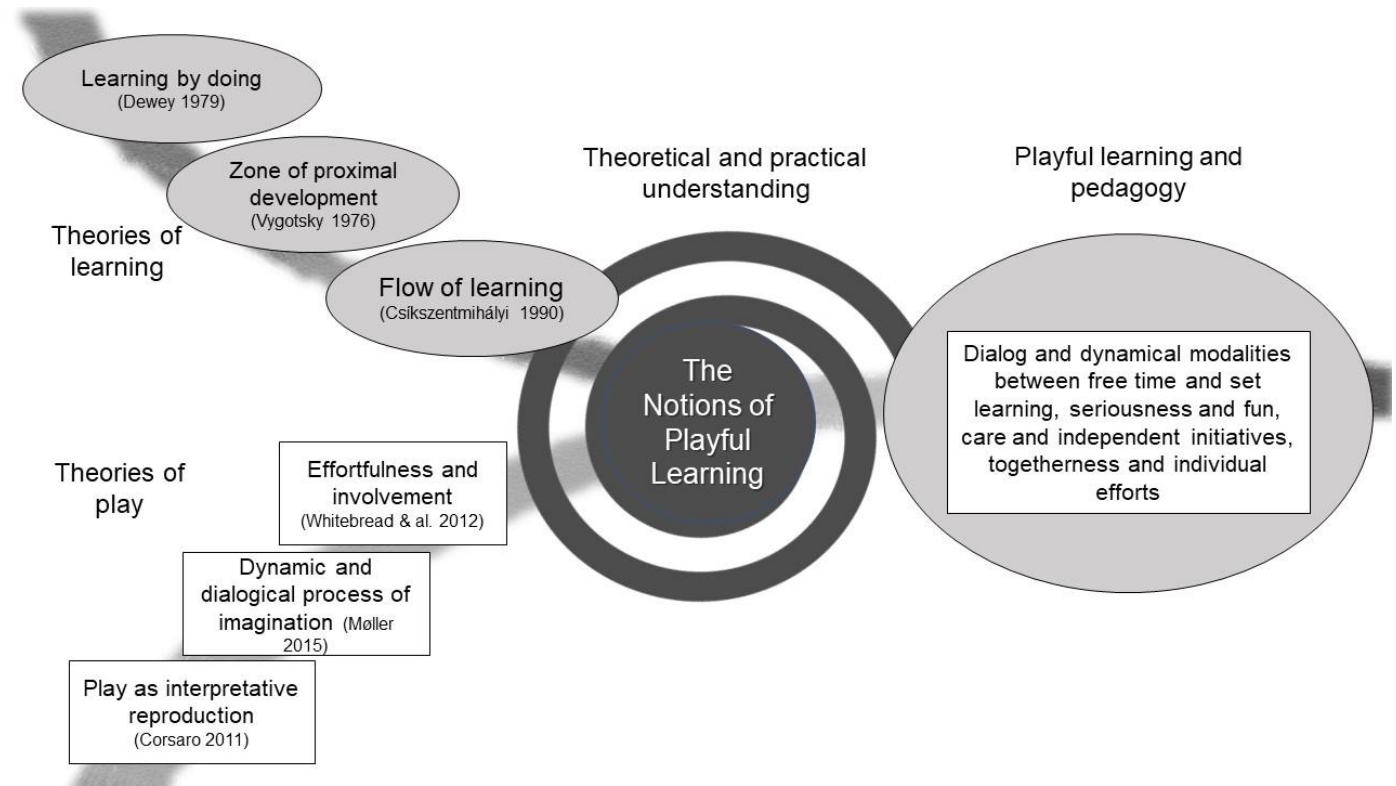 Learning by doing
(Dewey 1979)
Zone of proximal
development
(Vygotsky 1976)
Theories of
learning
Flow of learning
(Csíkszentmihályi 1990)
Theoretical and practical
understanding
Playful learning and
pedagogy
The
Notions of
Playful
Learning
Dialog and dynamical modalities
between free time and set
learning, seriousness and fun,
care and independent initiatives,
togetherness and individual
efforts
Theories of
play
Effortfulness and
involvement
(Whitebread & al. 2012)
Dynamic and
dialogical process of
imagination (Møller
2015)
Play as interpretative
reproduction
(Corsaro 2011)